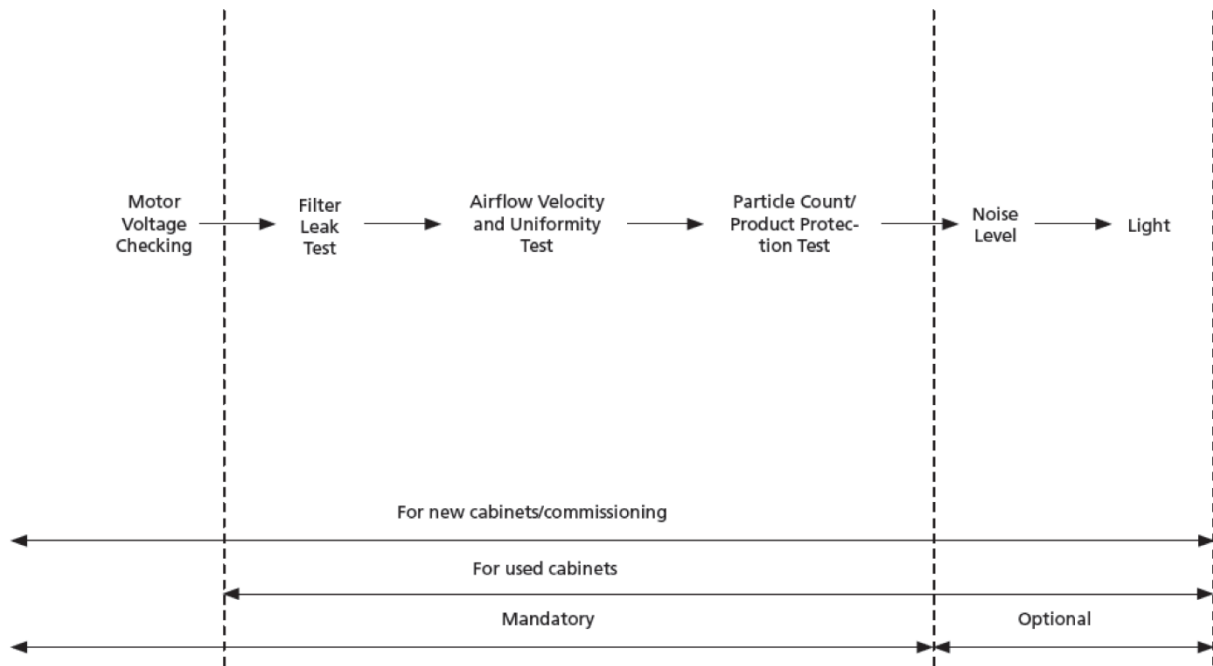 Motor
Voltage
Checking
Filter
Leak
Test
Airflow Velocity
and Uniformity
Test
Particle Count/
Product Protec-
tion Test
Noise
Level
Light
For new cabinets/commissioning
For used cabinets
Mandatory
Optional